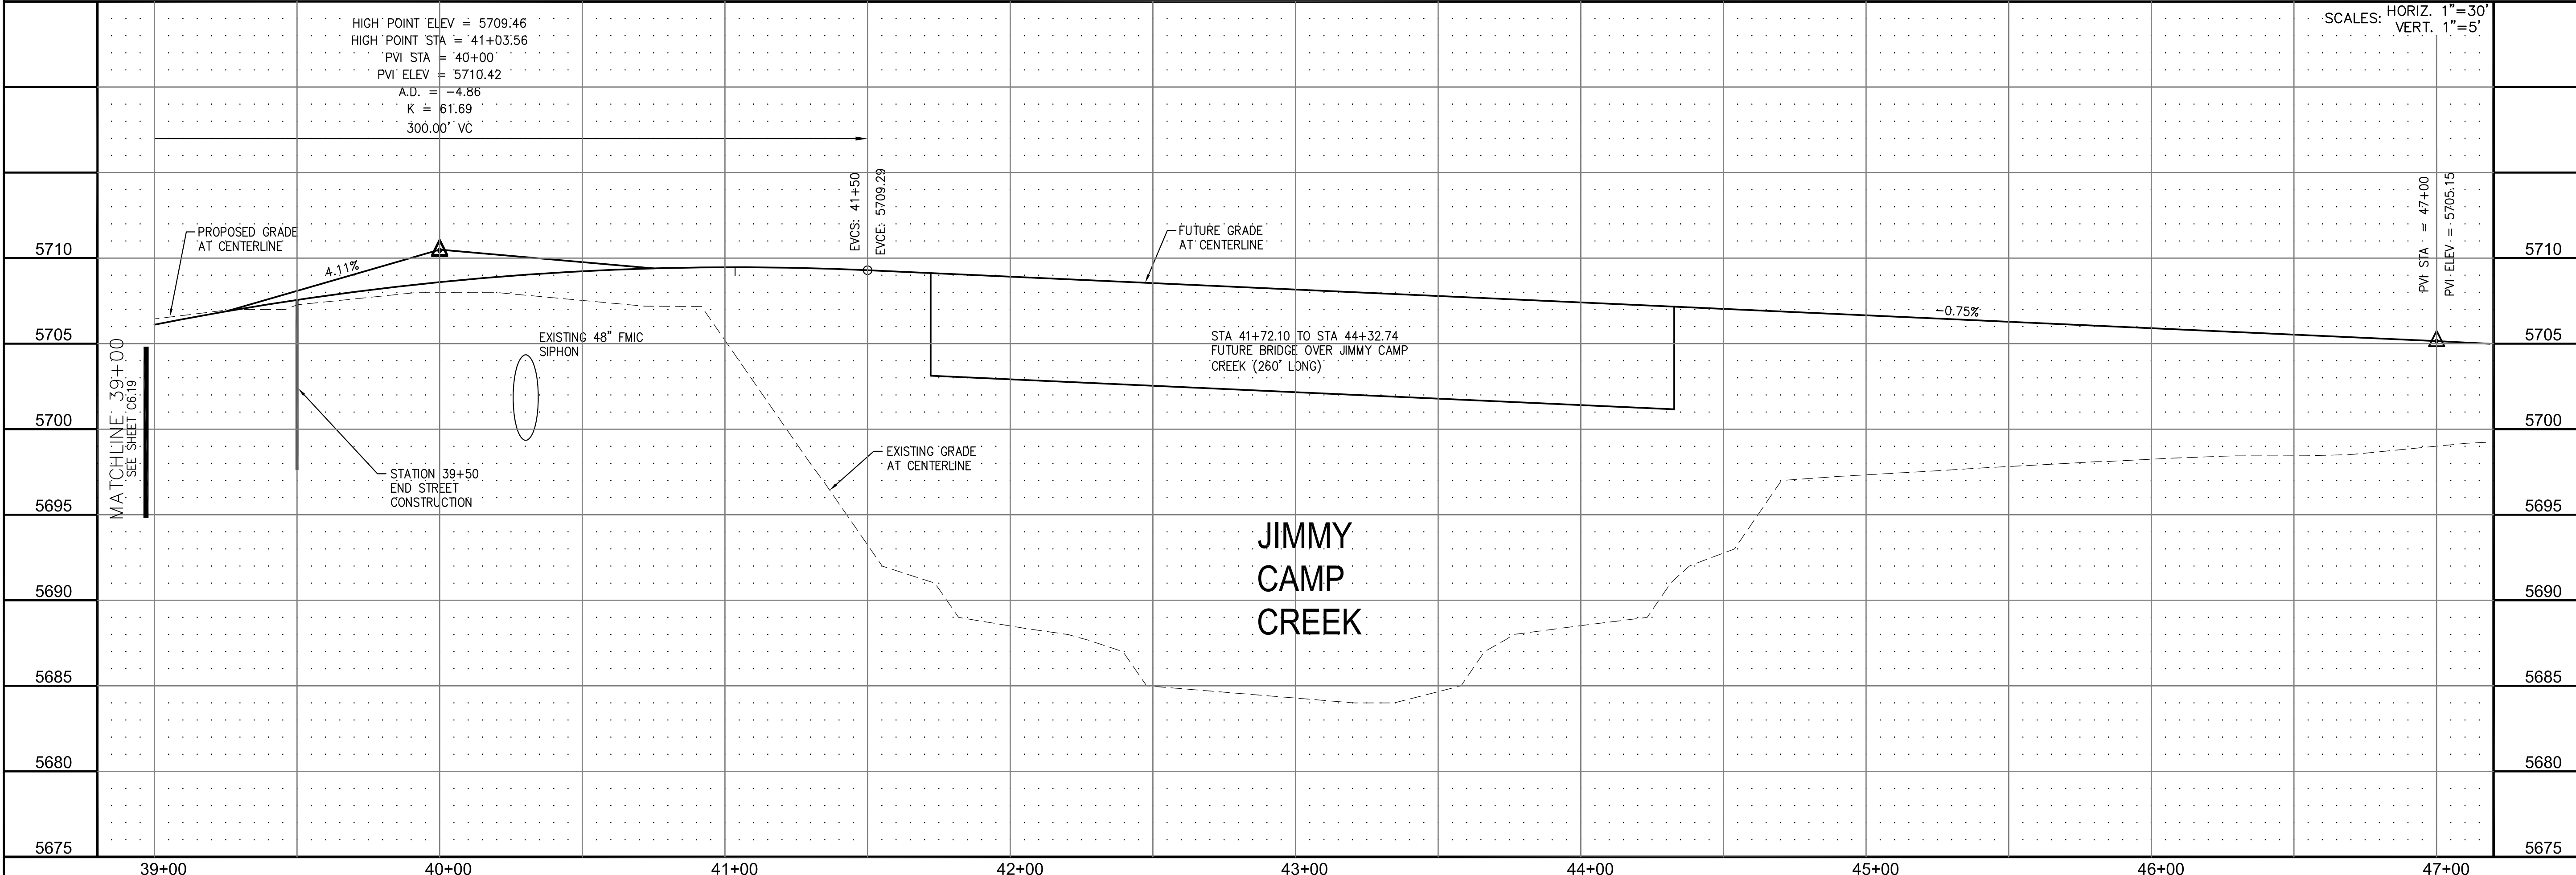 HIGH POINT ELEV = 5709.46
HIGH POINT STA = 41+03.56
PVI STA = 40+00
PVI ELEV = 5710.42
A.D. = -4.86
K = 61.69
300.00' VC
SCALES: HORIZ. 1"=30'
VERT. 1"=5'
EVCS: 41+50
EVCE: 5709.29
PVI STA = 47+00
PVI ELEV = 5705.15
PROPOSED GRADE
AT CENTERLINE
4.11%
FUTURE GRADE
AT CENTERLINE
-0.75%
EXISTING 48" FMIC
SIPHON
STA 41+72.10 TO STA 44+32.74
FUTURE BRIDGE OVER JIMMY CAMP
CREEK (260' LONG)
MATCHLINE 39+00
SEE SHEET C6.19
STATION 39+50
END STREET
CONSTRUCTION
EXISTING GRADE
AT CENTERLINE
JIMMY
CAMP
CREEK
5710
5705
5700
5695
5690
5685
5680
5675
5710
5705
5700
5695
5690
5685
5680
5675
39+00
40+00
41+00
42+00
43+00
44+00
45+00
46+00
47+00